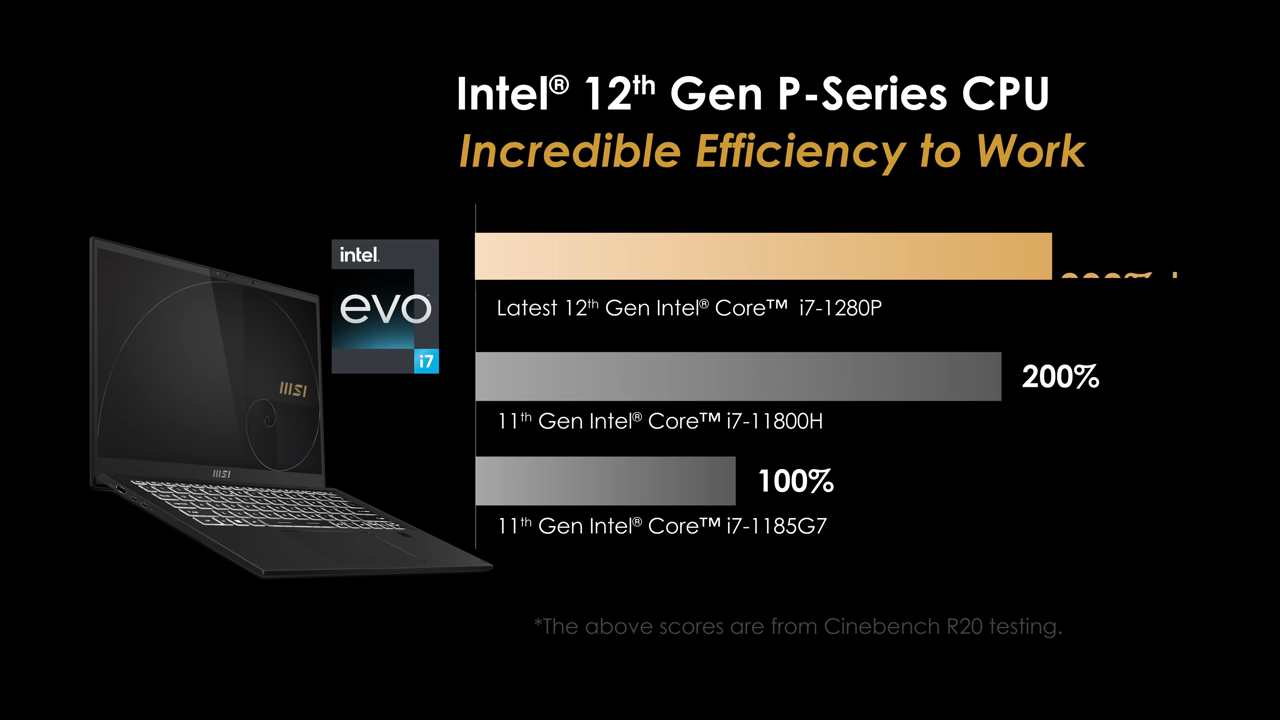 Intel® 12th Gen P-Series CPU
Incredible Efficiency to Work
intel.
evo
i7
Latest 12th Gen Intel® Core™ i7-1280P
200%
11th Gen Intel® Core™ i7-11800H
100%
11th Gen Intel® Core™ i7-1185G7
msi
msi
*The above scores are from Cinebench R20 testing.